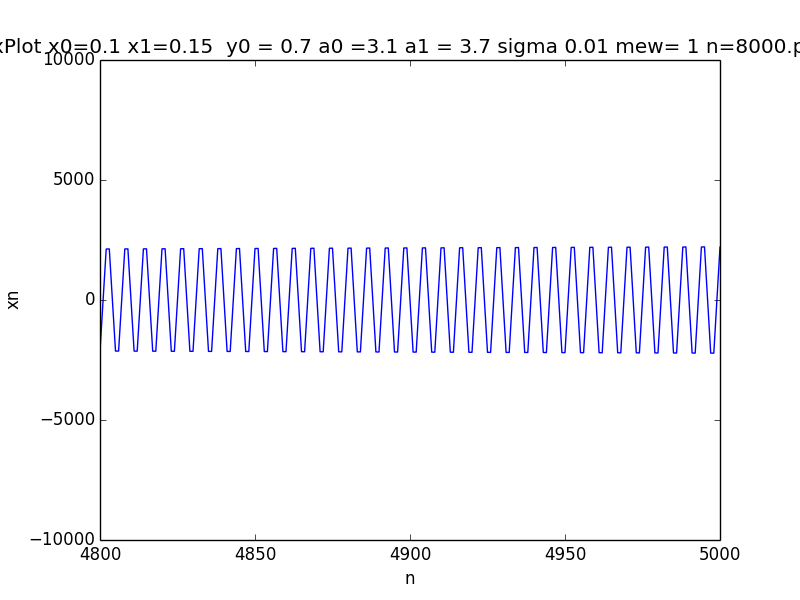 Plot x0=0.1 x1=0.15  y0 = 0.7 a0 =3.1 a1 = 3.7 sigma 0.01 mew= 1 n=8000.p
10000
5000
0
−5000
−10000
xn
4800 4850 4900 4950 5000
n